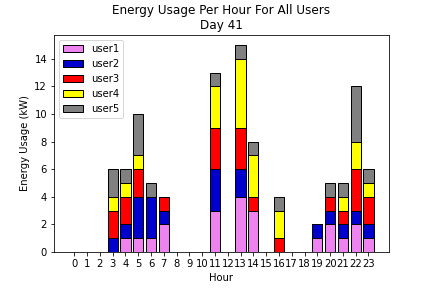 Energy Usage Per Hour For All Users
Day 41
Energy Usage (kW)
14
12
10
8
6
4
2
0
user1
user2
user3
user4
user5
0 1 2 3 4 5 6 7 8 9 10 11 12 13 14 15 16 17 18 19 20 21 22 23
Hour